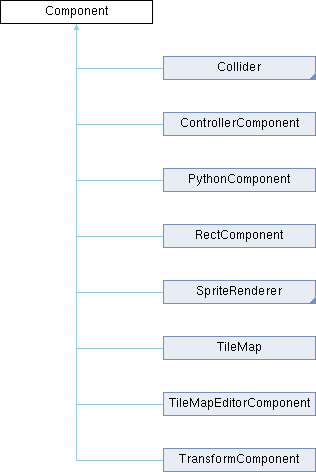 Component
Collider
ControllerComponent
PythonComponent
RectComponent
SpriteRenderer
TileMap
TileMapEditorComponent
TransformComponent